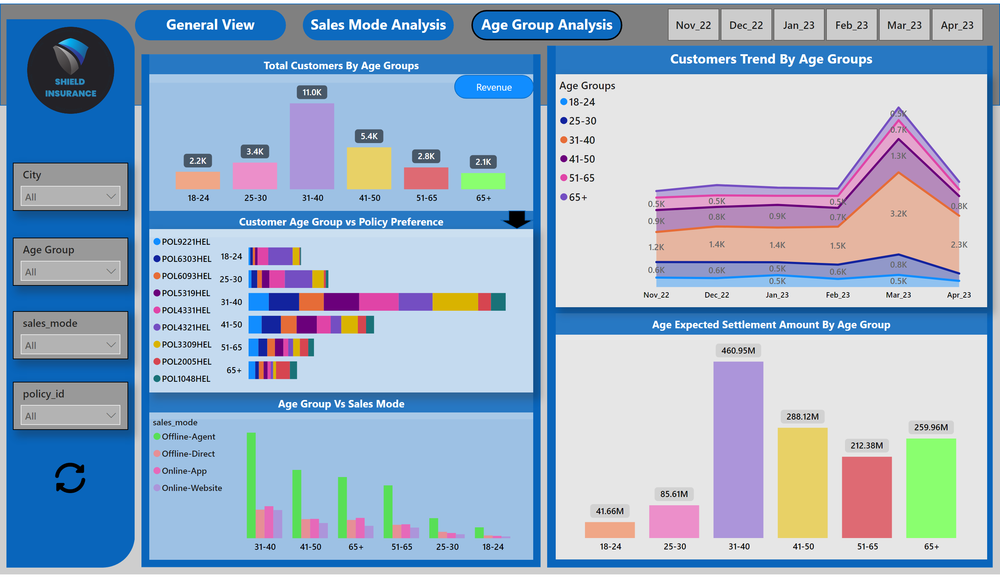 General View
Sales Mode Analysis
Age Group Analysis
Nov_22
Dec_22
Jan_23
Feb_23
Mar_23
Apr_23
SHIELD
INSURANCE
City
All
Age Group
All
sales_mode
All
policy_id
All
Total Customers By Age Groups
Revenue
11.0K
5.4K
3.4K
2.8K
2.2K
2.1K
18-24
25-30
31-40
41-50
51-65
65+
Customer Age Group vs Policy Preference
POL9221HEL
POL6303HEL
POL6093HEL
POL5319HEL
POL4331HEL
POL4321HEL
POL3309HEL
POL2005HEL
POL1048HEL
18-24
25-30
31-40
41-50
51-65
65+
Age Group Vs Sales Mode
sales_mode
Offline-Agent
Offline-Direct
Online-App
Online-Website
31-40
41-50
65+
51-65
25-30
18-24
Customers Trend By Age Groups
Age Groups
18-24
25-30
31-40
41-50
51-65
65+
0.5K
0.7K
1.3K
0.5K
0.5K
0.5K
0.8K
0.9K
0.8K
0.9K
0.7K
3.2K
1.2K
1.4K
1.4K
1.5K
2.3K
0.6K
0.6K
0.5K
0.6K
0.8K
0.5K
0.5K
Nov_22
Dec_22
Jan_23
Feb_23
Mar_23
Apr_23
Age Expected Settlement Amount By Age Group
460.95M
288.12M
259.96M
212.38M
85.61M
41.66M
18-24
25-30
31-40
41-50
51-65
65+